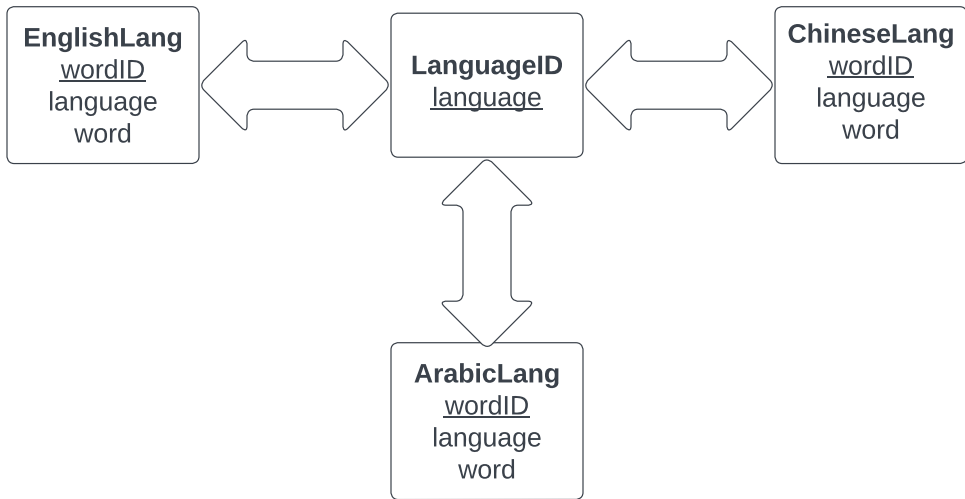 EnglishLang
wordID
language
word
LanguageID
language
ChineseLang
wordID
language
word
ArabicLang
wordID
language
word